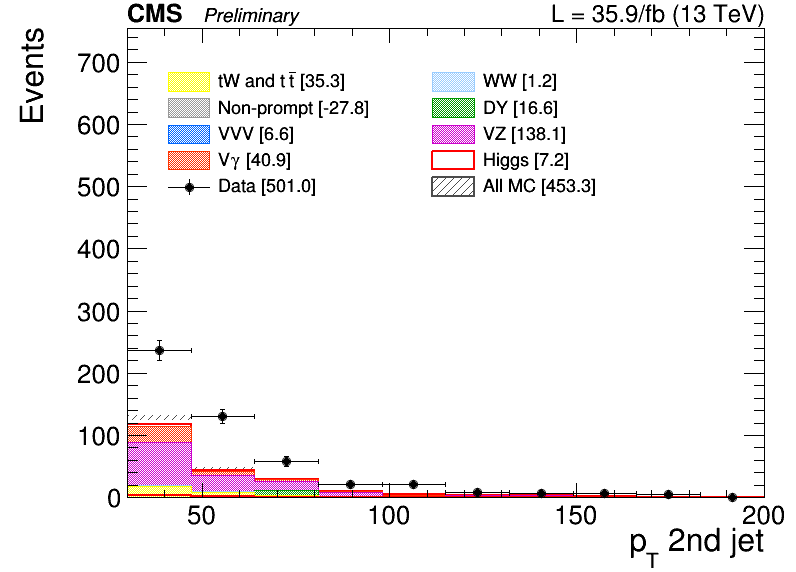 CMS Preliminary L = 35.9/fb (13 TeV)
Events
700
600
500
400
300
200
100
0
tW and t t̅ [35.3]
Non-prompt [-27.8]
VVV [6.6]
Vγ [40.9]
Data [501.0]
WW [1.2]
DY [16.6]
VZ [138.1]
Higgs [7.2]
All MC [453.3]
50 100 150 200
p_T 2nd jet